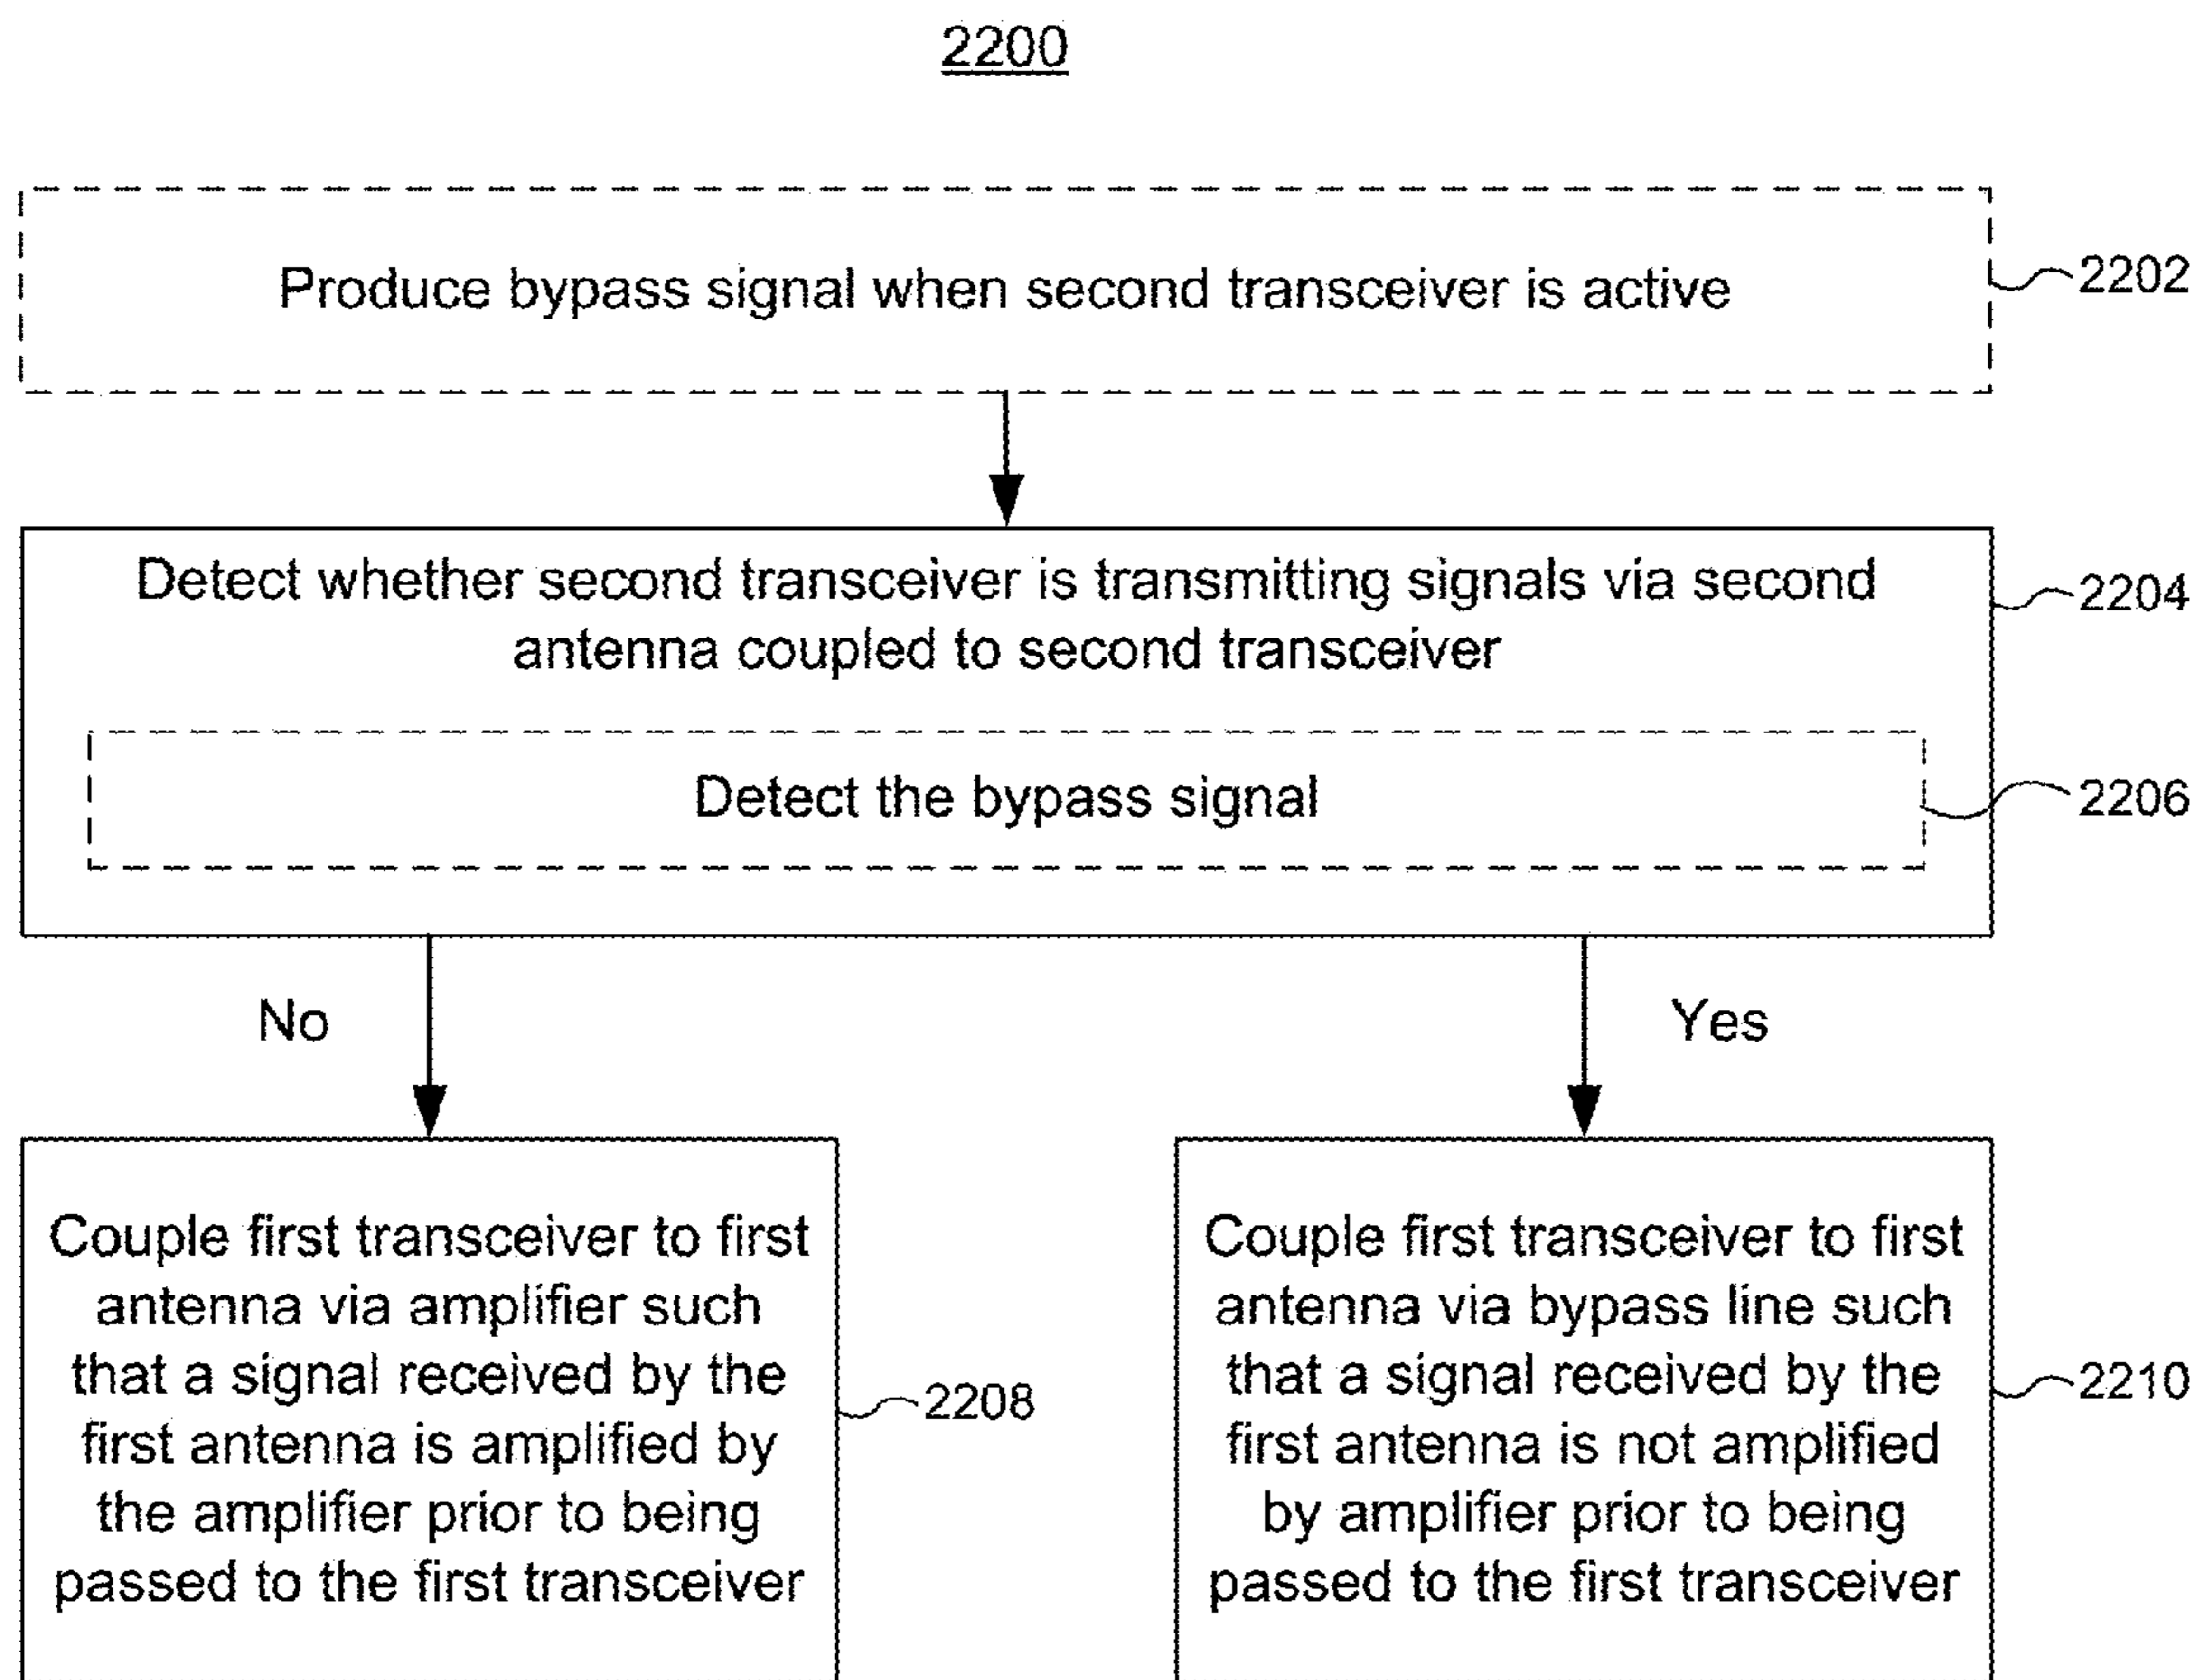 2200
Produce bypass signal when second transceiver is active
2202
Detect whether second transceiver is transmitting signals via second
antenna coupled to second transceiver
2204
Detect the bypass signal
2206
No
Yes
Couple first transceiver to first
antenna via amplifier such
that a signal received by the
first antenna is amplified by
the amplifier prior to being
passed to the first transceiver
2208
Couple first transceiver to first
antenna via bypass line such
that a signal received by the
first antenna is not amplified
by amplifier prior to being
passed to the first transceiver
2210